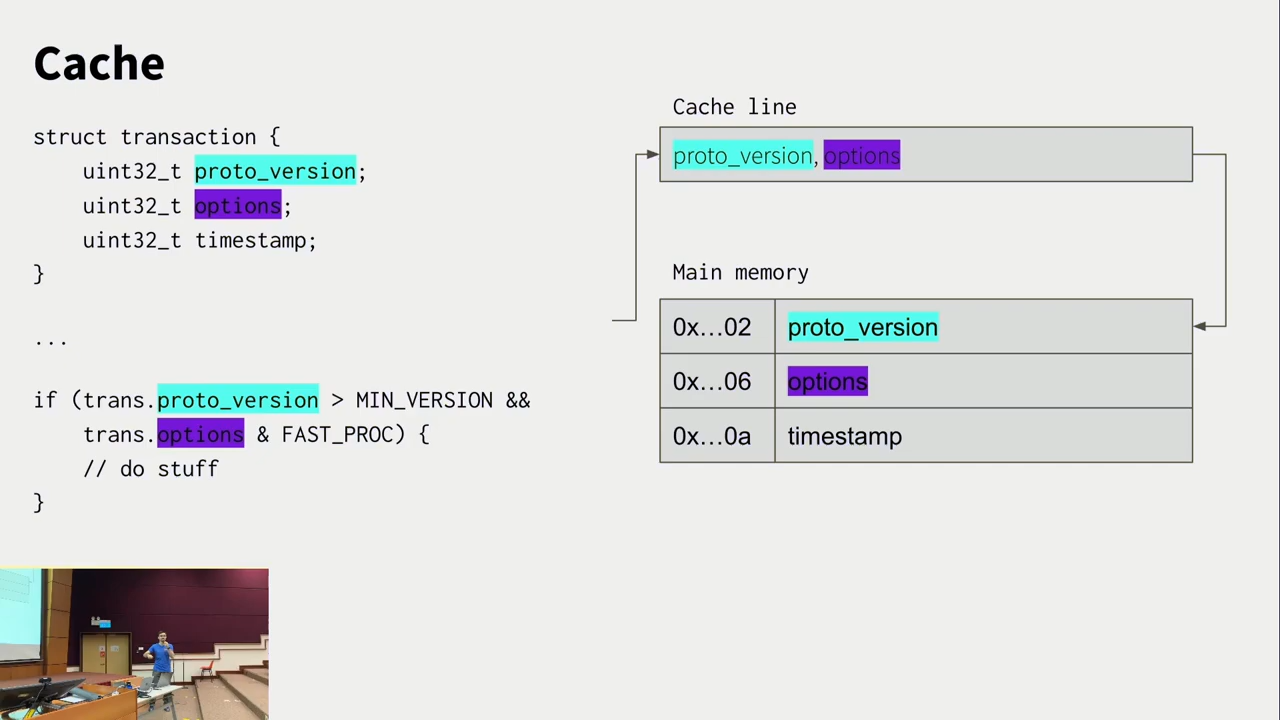 Cache
struct transaction {
    uint32_t proto_version;
    uint32_t options;
    uint32_t timestamp;
}
...
if (trans.proto_version > MIN_VERSION &&
    trans.options & FAST_PROC) {
    // do stuff
}
Cache line
proto_version, options
Main memory
0x...02 proto_version
0x...06 options
0x...0a timestamp